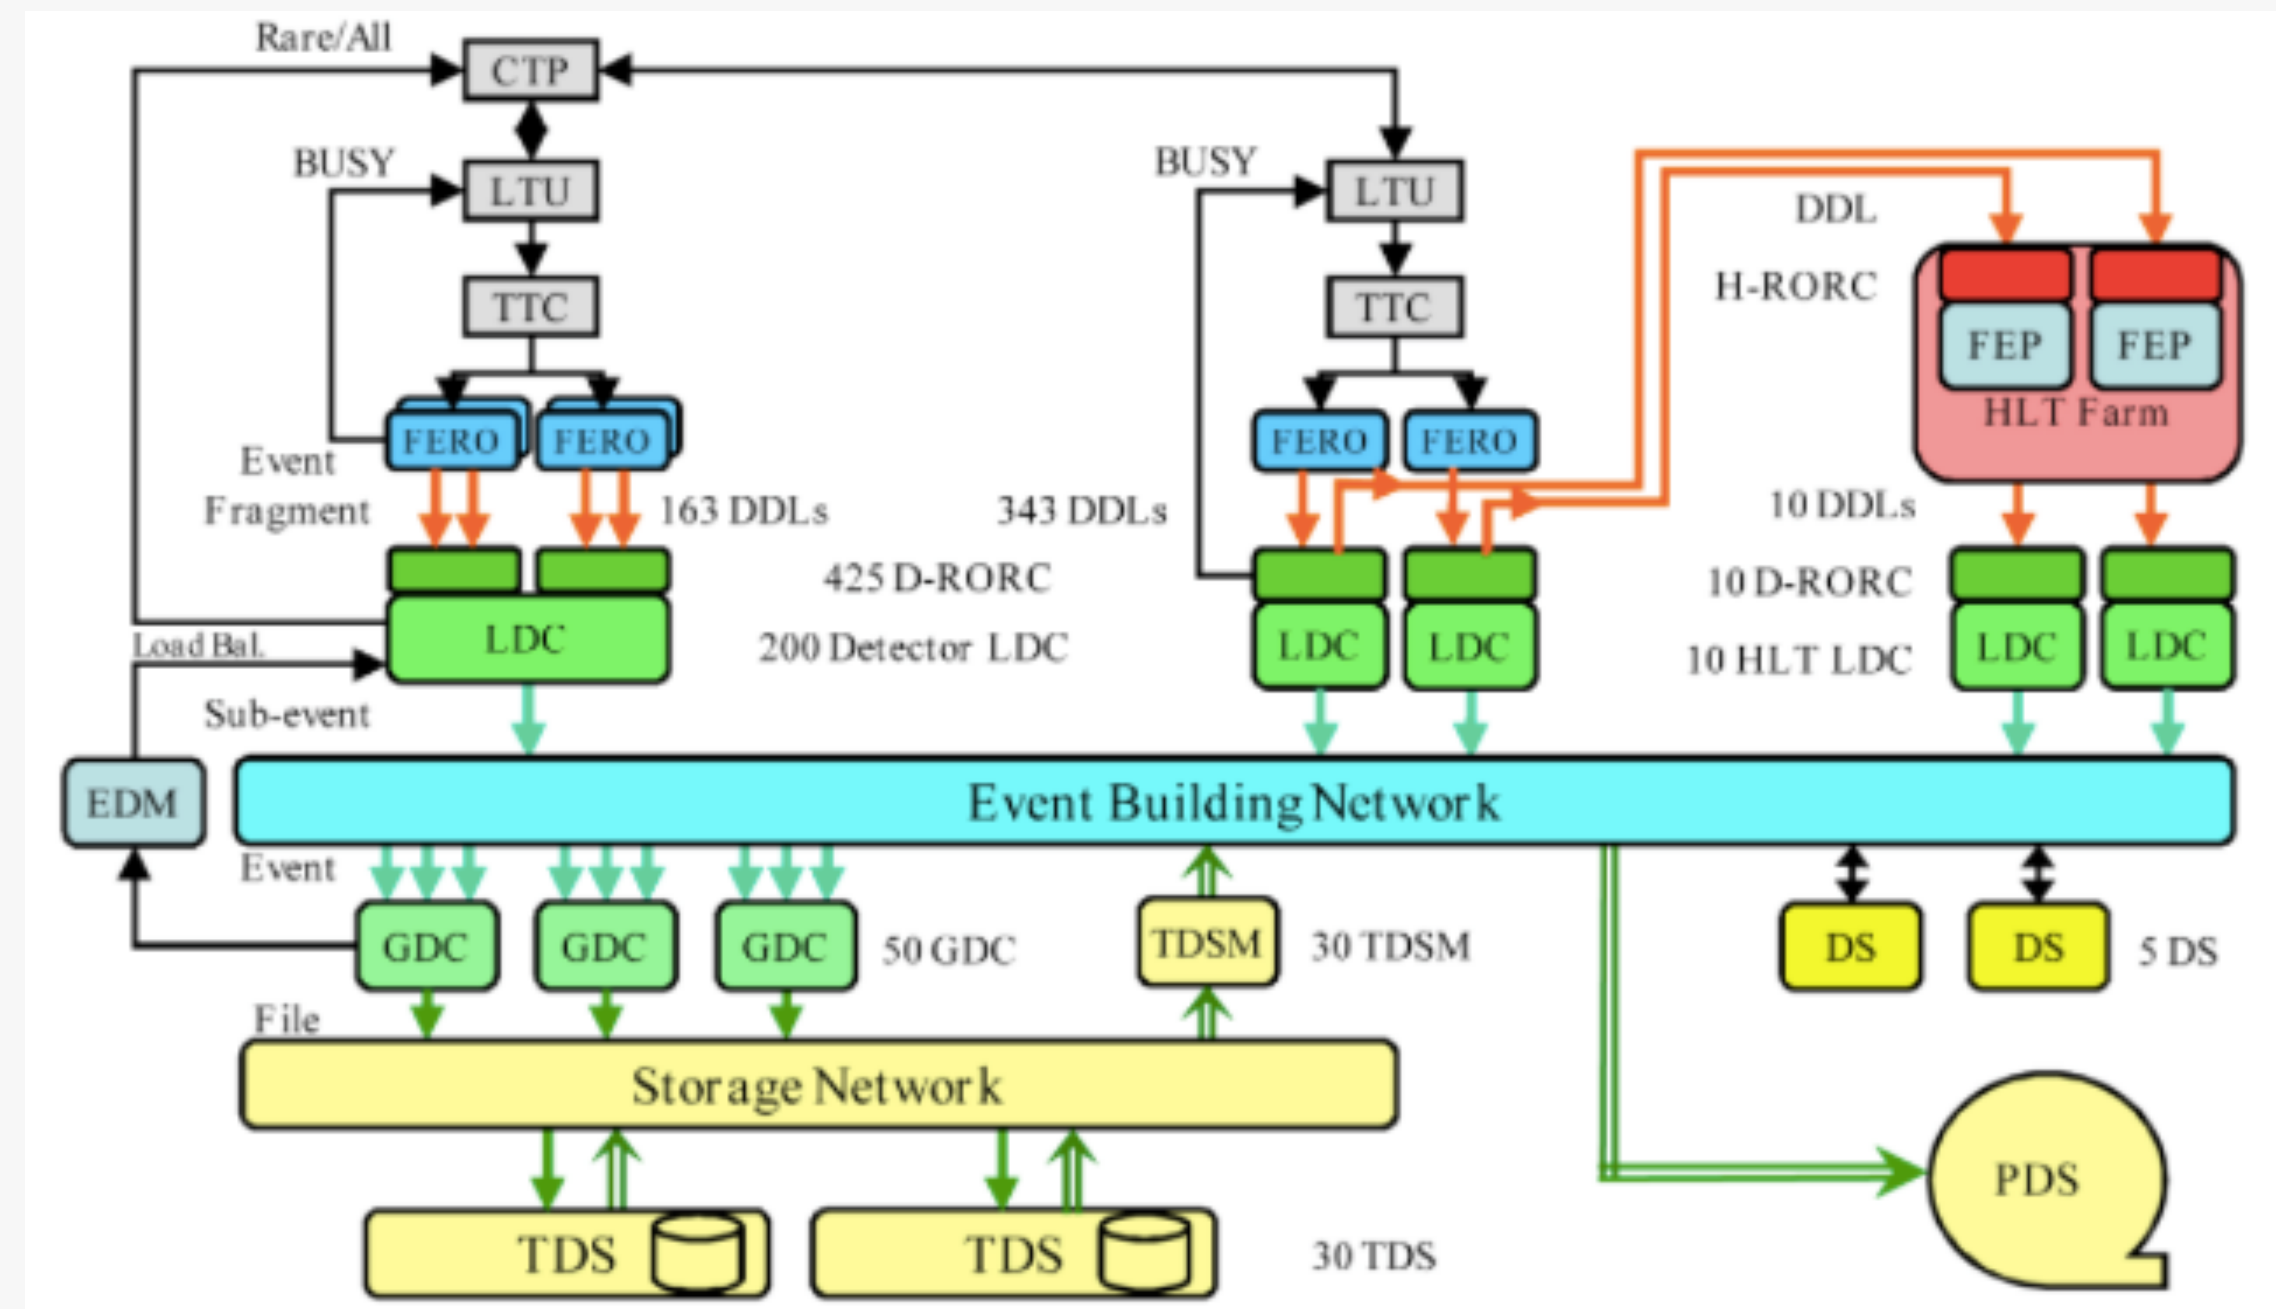 Rare/All
CTP
BUSY
LTU
BUSY
LTU
DDL
TTC
TTC
H-RORC
FEP
FEP
HLT Farm
FERO
FERO
FERO
FERO
Event
Fragment
163 DDLs
343 DDLs
10 DDLs
425 D-RORC
10 D-RORC
LDC
200 Detector LDC
LDC
LDC
10 HLT LDC
LDC
LDC
Load Bal.
Sub-event
EDM
Event Building Network
Event
GDC
GDC
GDC
50 GDC
TDSM
30 TDSM
DS
DS
5 DS
File
Storage Network
PDS
TDS
TDS
30 TDS